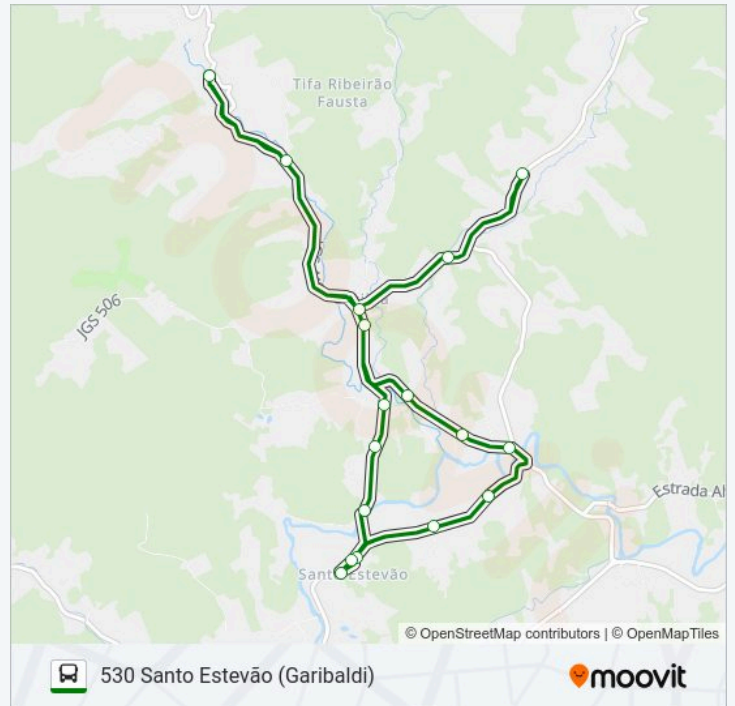 Tifa Ribeirão
Fausta
JGS 506
Estrada Al
Santo Estevão
© OpenStreetMap contributors | © OpenMapTiles
530 Santo Estevão (Garibaldi)
moovit